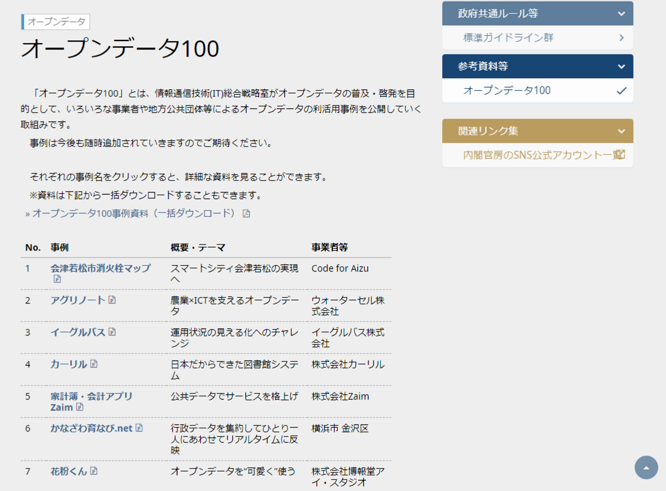 オープンデータ
オープンデータ100
「オープンデータ100」とは、情報通信技術(IT)総合戦略室がオープンデータの普及・啓発を目
的として、いろいろな事業者や地方公共団体等によるオープンデータの利活用事例を公開していく
取組みです。
事例は今後も随時追加されていきますのでご期待ください。
それぞれの事例名をクリックすると、詳細な資料を見ることができます。
※資料は下記から一括ダウンロードすることもできます。
» オープンデータ100事例資料（一括ダウンロード）
No. 事例 概要・テーマ 事業者等
1 会津若松市消火栓マップ スマートシティ会津若松の実現 Code for Aizu
へ
2 アグリノート 農業×ICTを支えるオープンデー ウォーターセル株
タ 式会社
3 イーグルバス 運用状況の見える化へのチャレ イーグルバス株式
ンジ 会社
4 カーリル 日本だからできた図書館システ 株式会社カーリル
ム
5 家計簿・会計アプリ 公共データでサービスを格上げ 株式会社Zaim
Zaim
6 かなざわ育なび.net 行政データを集約してひとり一 横浜市 金沢区
人にあわせてリアルタイムに反
映
7 花粉くん オープンデータを"可愛く"使う 株式会社博報堂ア
イ・スタジオ
政府共通ルール等
標準ガイドライン群
参考資料等
オープンデータ100
関連リンク集
内閣官房のSNS公式アカウント一覧